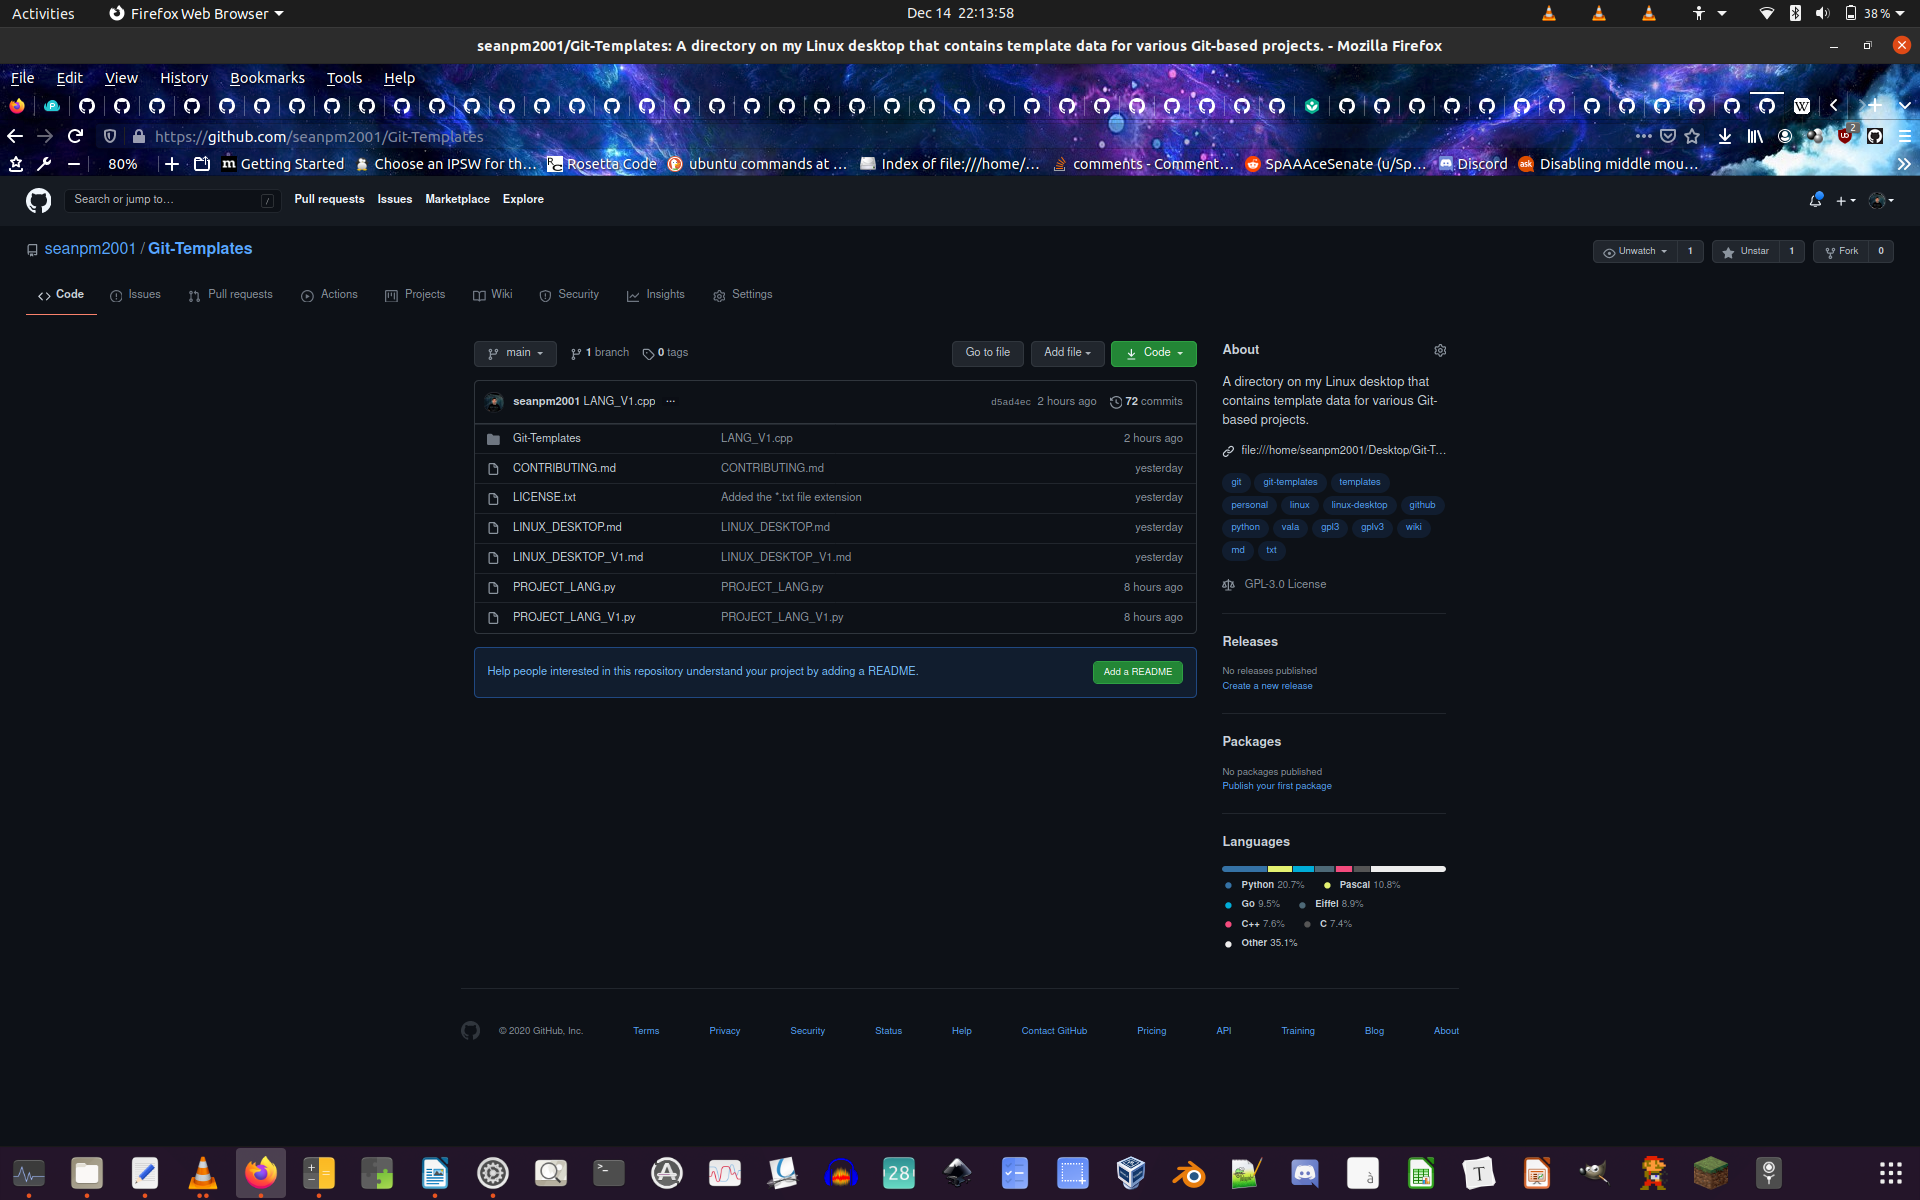 Activities Firefox Web Browser Dec 14 22:13:58 38 %
seanpm2001/Git-Templates: A directory on my Linux desktop that contains template data for various Git-based projects. - Mozilla Firefox
File Edit View History Bookmarks Tools Help
https://github.com/seanpm2001/Git-Templates
80% Getting Started Choose an IPSW for th… Rosetta Code ubuntu commands at … Index of file:///home/… comments - Comment… SpAAAceSenate (u/Sp… Discord Disabling middle mou…
Search or jump to… / Pull requests Issues Marketplace Explore
seanpm2001 / Git-Templates Unwatch 1 Unstar 1 Fork 0
Code Issues Pull requests Actions Projects Wiki Security Insights Settings
main 1 branch 0 tags Go to file Add file Code
seanpm2001 LANG_V1.cpp ... d5ad4ec 2 hours ago 72 commits
Git-Templates LANG_V1.cpp 2 hours ago
CONTRIBUTING.md CONTRIBUTING.md yesterday
LICENSE.txt Added the *.txt file extension yesterday
LINUX_DESKTOP.md LINUX_DESKTOP.md yesterday
LINUX_DESKTOP_V1.md LINUX_DESKTOP_V1.md yesterday
PROJECT_LANG.py PROJECT_LANG.py 8 hours ago
PROJECT_LANG_V1.py PROJECT_LANG_V1.py 8 hours ago
Help people interested in this repository understand your project by adding a README. Add a README
About
A directory on my Linux desktop that
contains template data for various Git-
based projects.
file:///home/seanpm2001/Desktop/Git-T…
git git-templates templates
personal linux linux-desktop github
python vala gpl3 gplv3 wiki
md txt
GPL-3.0 License
Releases
No releases published
Create a new release
Packages
No packages published
Publish your first package
Languages
Python 20.7% Pascal 10.8%
Go 9.5% Eiffel 8.9%
C++ 7.6% C 7.4%
Other 35.1%
© 2020 GitHub, Inc. Terms Privacy Security Status Help Contact GitHub Pricing API Training Blog About
28